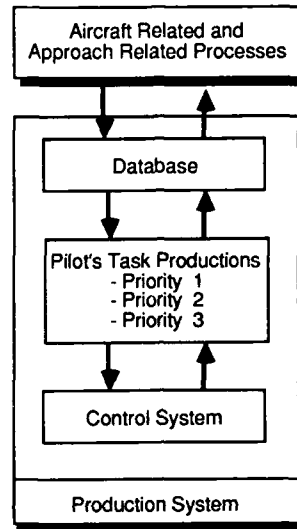 Aircraft Related and
Approach Related Processes
Database
Pilot's Task Productions
- Priority 1
- Priority 2
- Priority 3
Control System
Production System